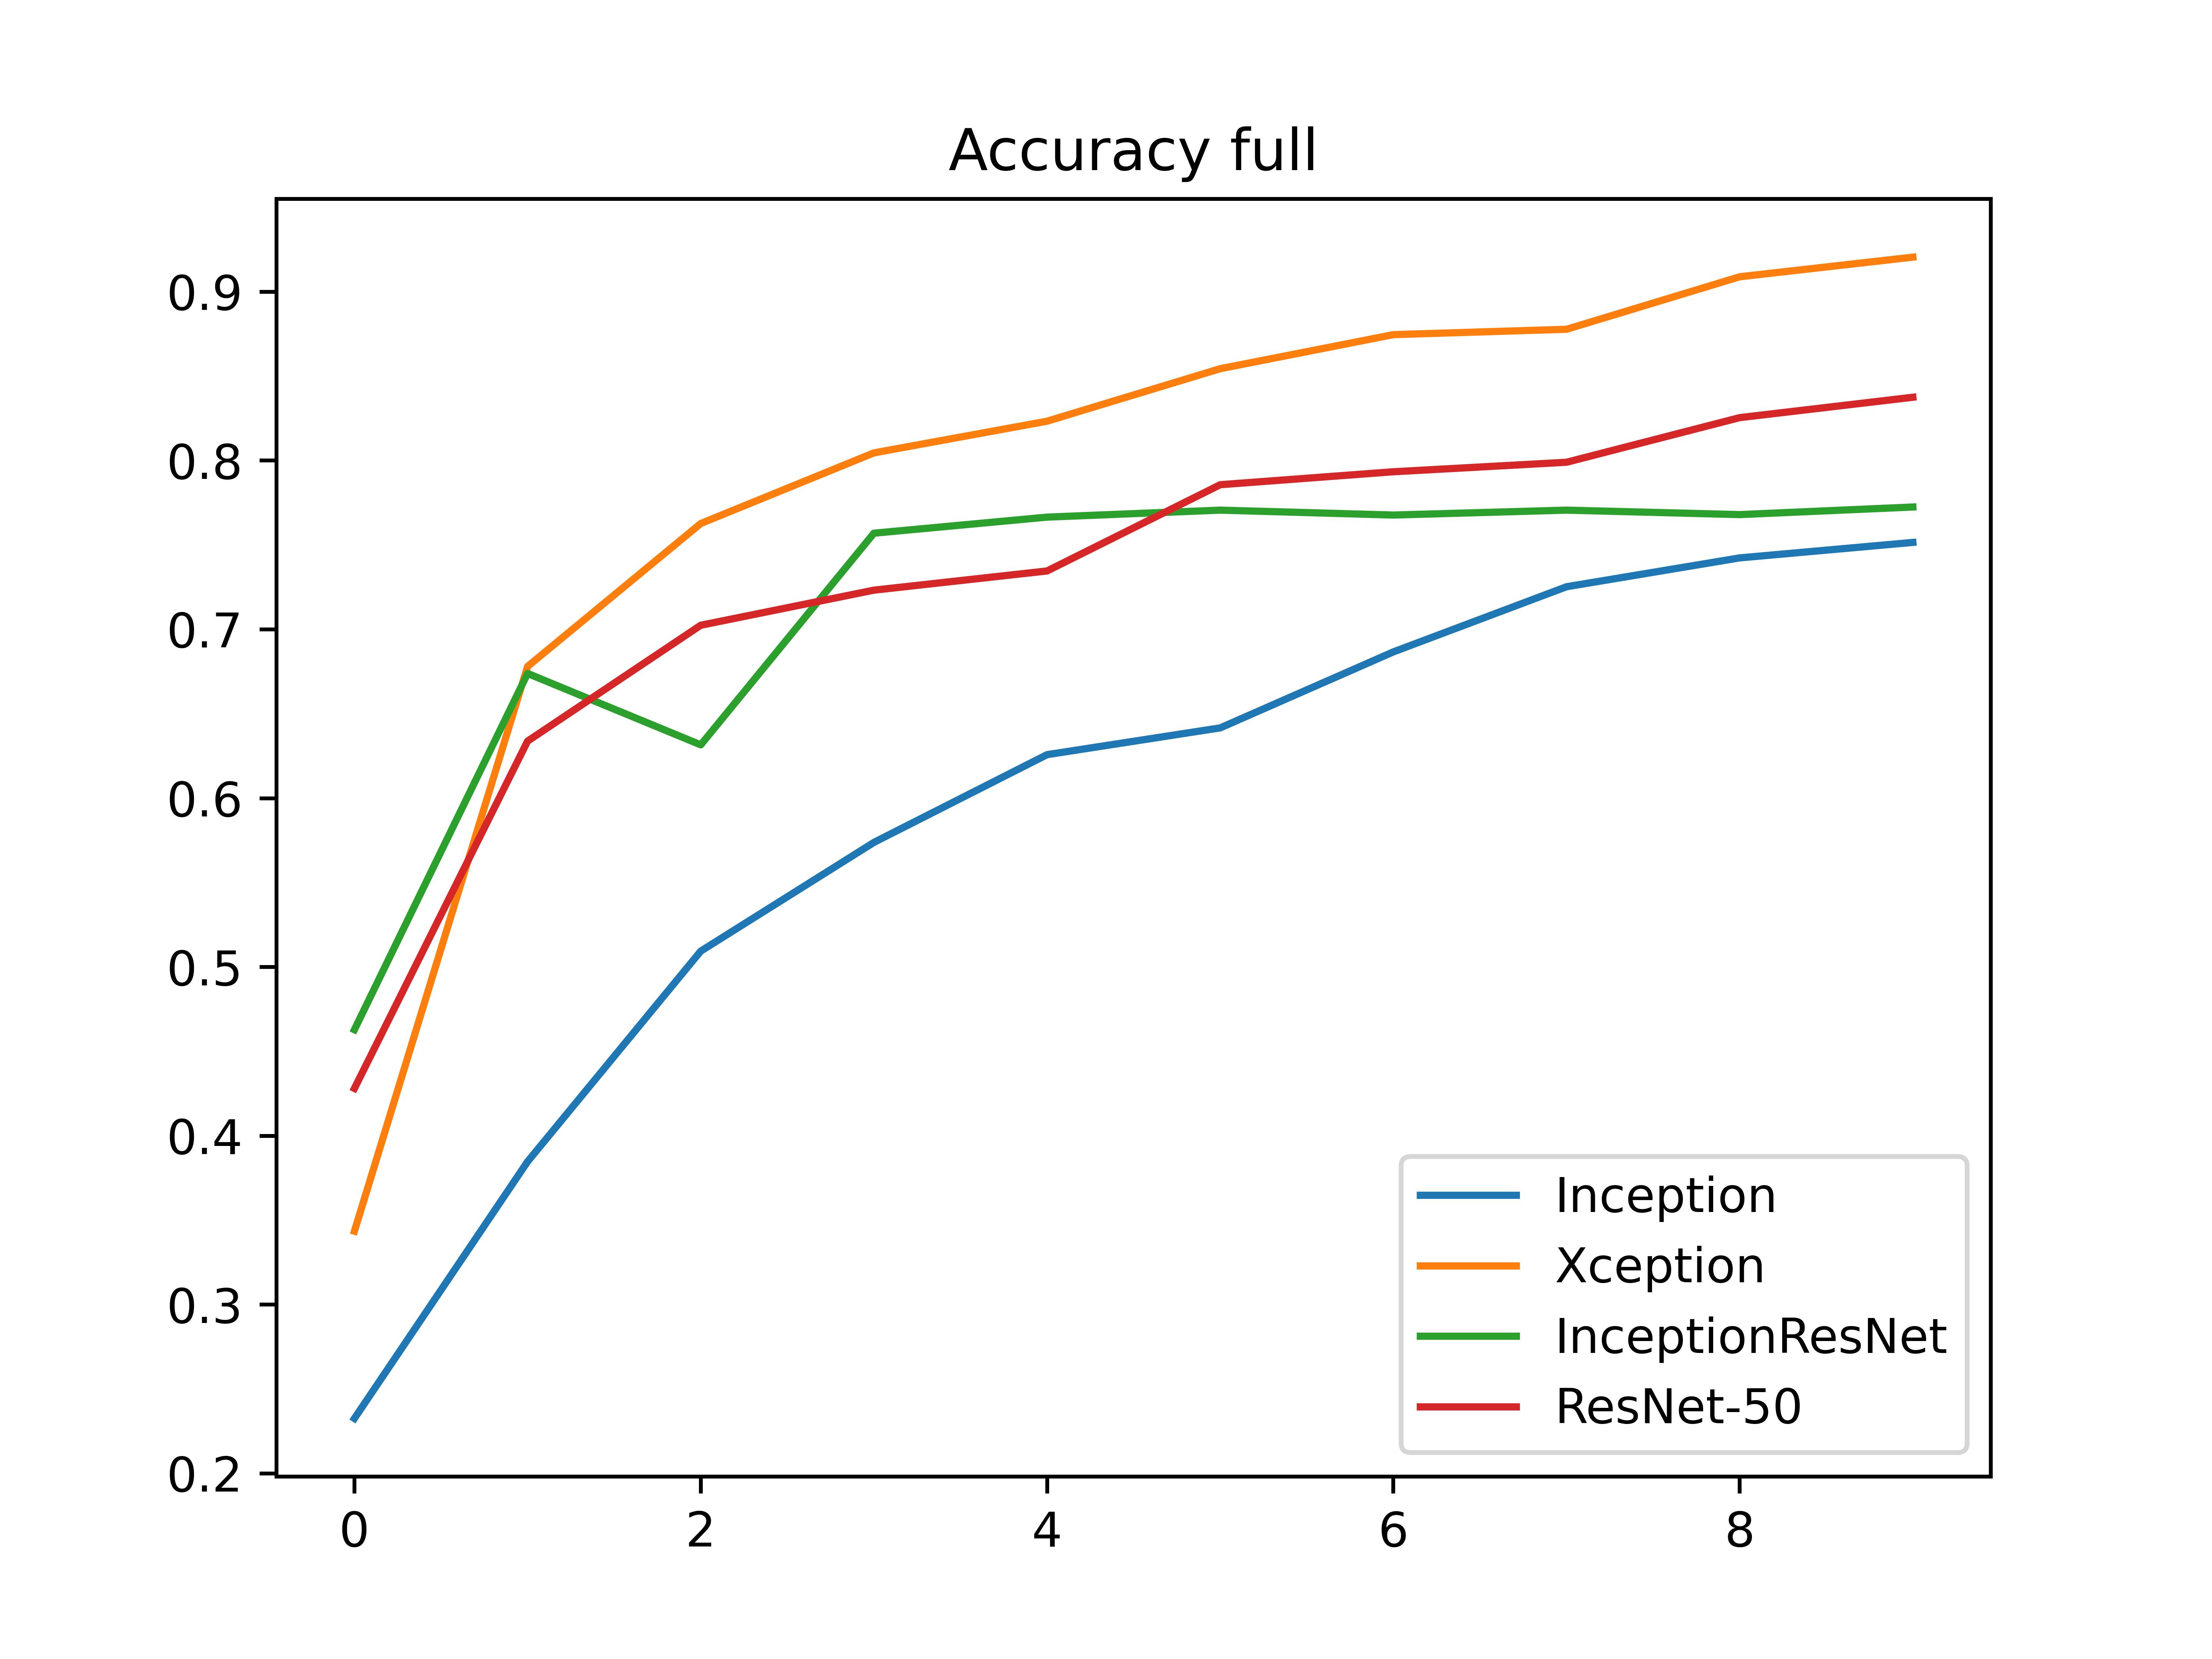 Accuracy full
0.9
0.8
0.7
0.6
0.5
0.4
0.3
0.2
0 2 4 6 8
Inception
Xception
InceptionResNet
ResNet-50